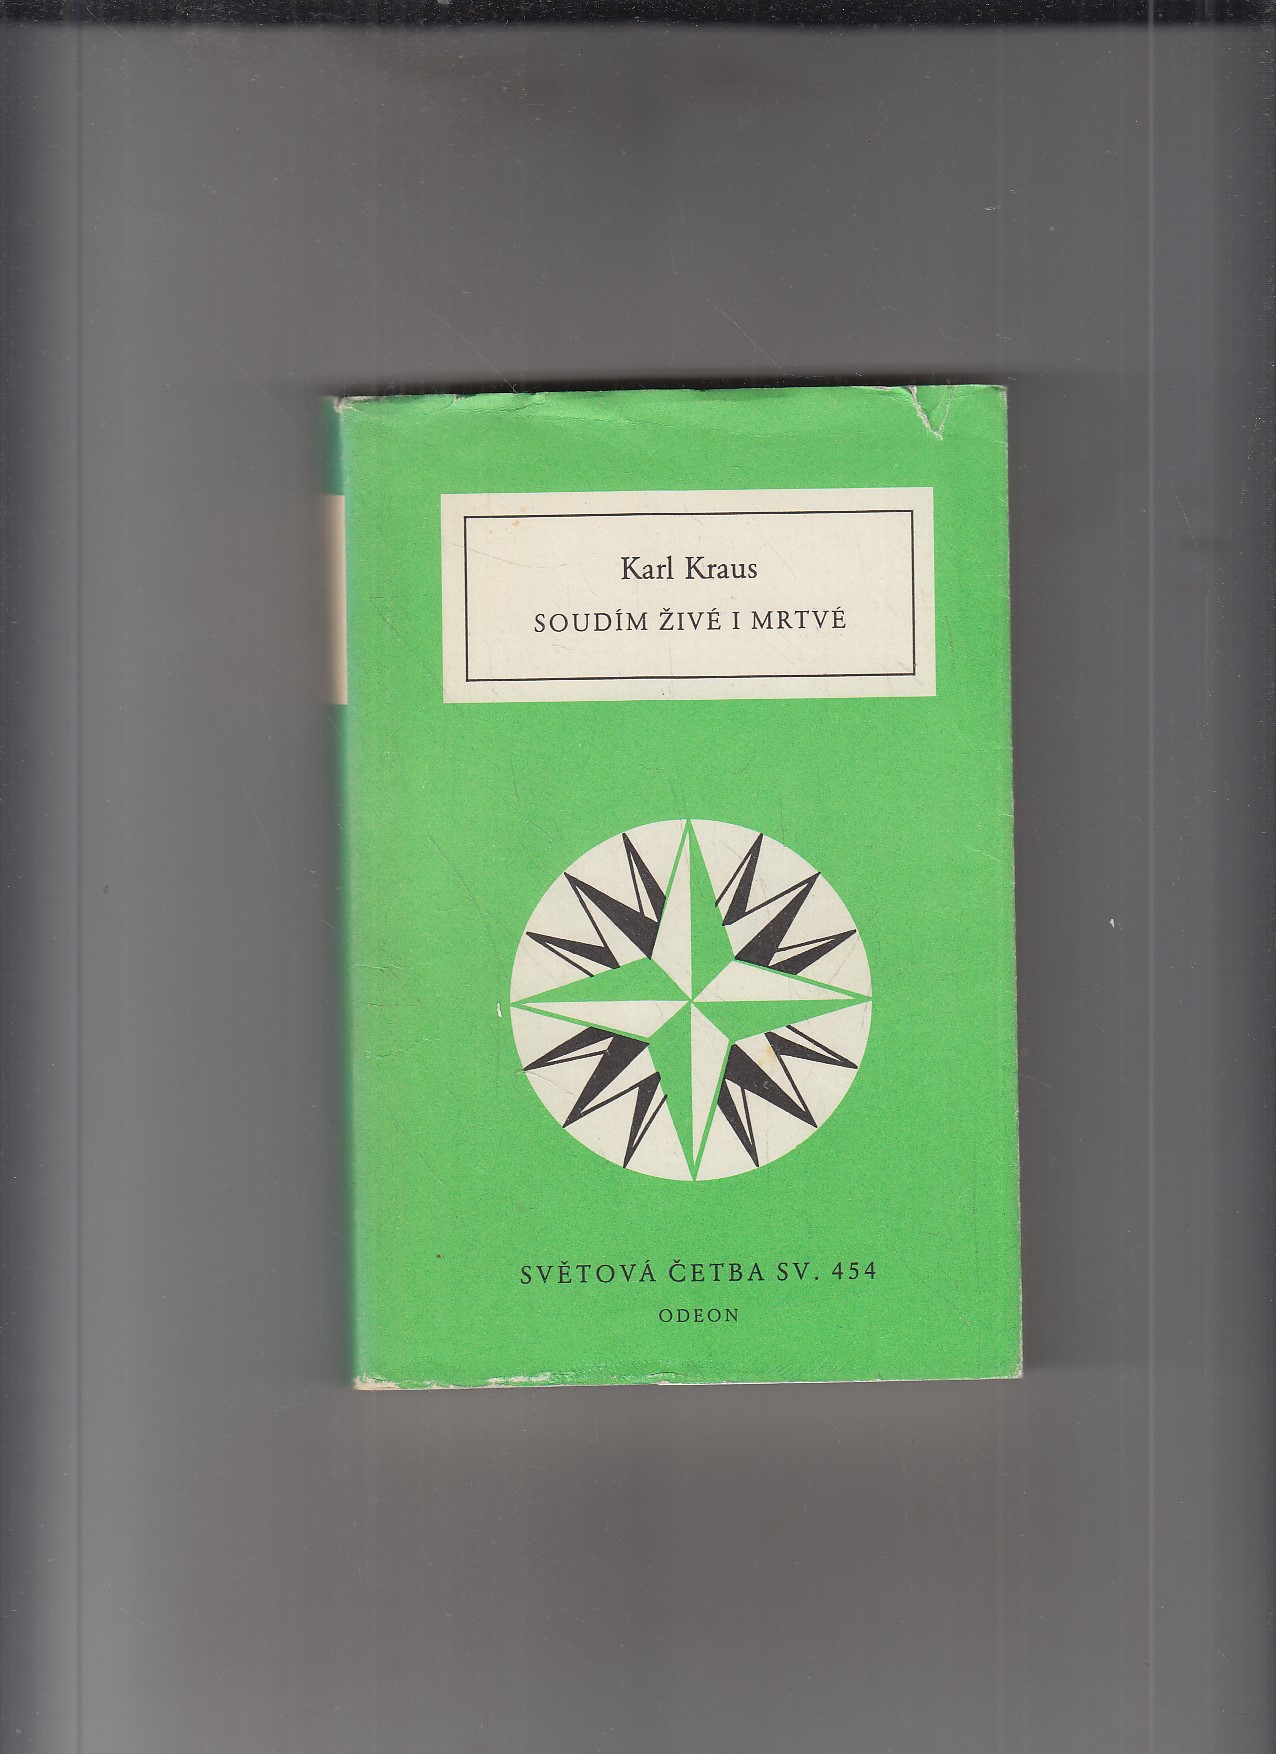 Karl Kraus
SOUDÍM ŽIVÉ I MRTVÉ
SVĚTOVÁ ČETBA SV. 454
ODEON